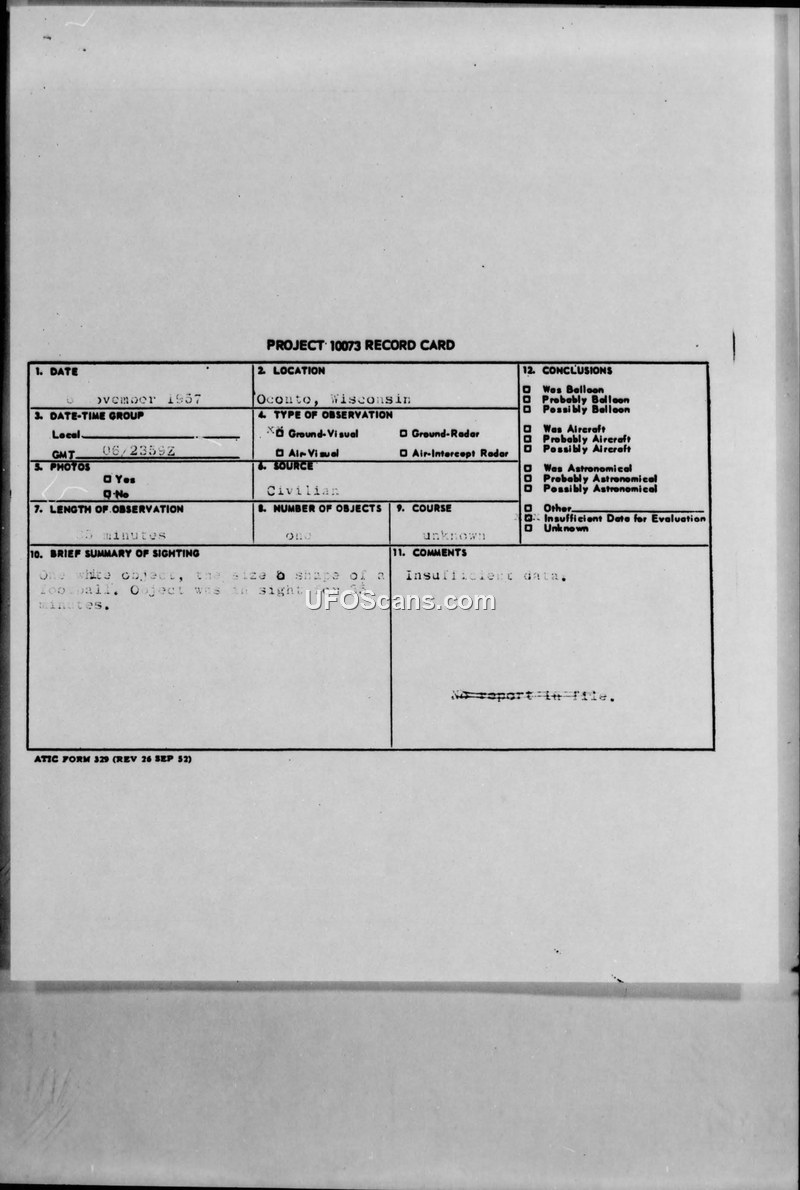 PROJECT 10073 RECORD CARD
1. DATE
November 1957
2. LOCATION
Oconto, Wisconsin
12. CONCLUSIONS
Was Balloon
Probably Balloon
Possibly Balloon
Was Aircraft
Probably Aircraft
Possibly Aircraft
Was Astronomical
Probably Astronomical
Possibly Astronomical
Other
Insufficient Data for Evaluation
Unknown
3. DATE-TIME GROUP
Local
GMT 06/2359Z
4. TYPE OF OBSERVATION
X Ground-Visual
Ground-Radar
Air-Visual
Air-Intercept Radar
5. PHOTOS
Yes
No
6. SOURCE
Civilian
7. LENGTH OF OBSERVATION
minutes
8. NUMBER OF OBJECTS
one
9. COURSE
unknown
10. BRIEF SUMMARY OF SIGHTING
One white object, the size & shape of a
football. Object was in sight for
minutes.
11. COMMENTS
Insufficient data.
No report in file.
UFOScans.com
ATIC FORM 329 (REV 26 SEP 52)